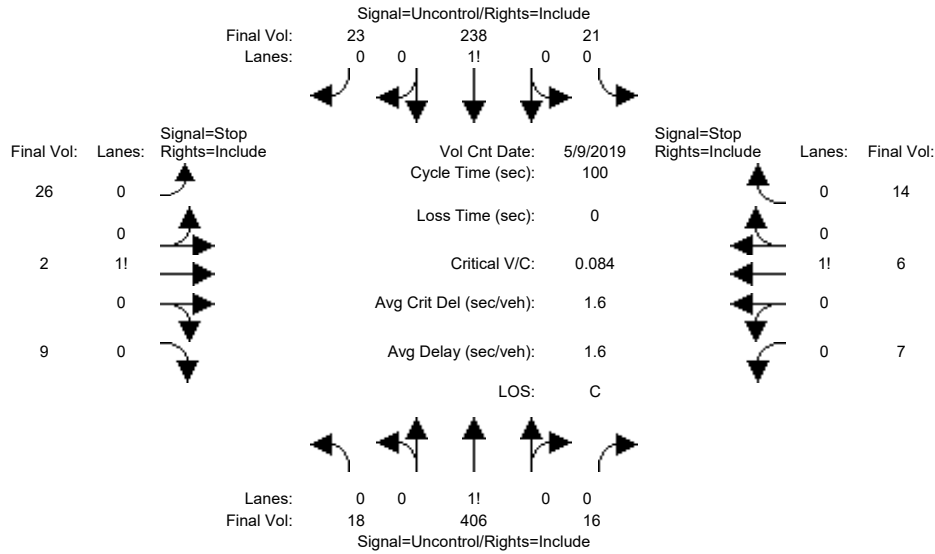 Signal=Uncontrol/Rights=Include
Final Vol: 23 238 21
Lanes: 0 0 1! 0 0
Signal=Stop
Final Vol: Lanes: Rights=Include
Vol Cnt Date: 5/9/2019
Cycle Time (sec): 100
Signal=Stop
Rights=Include Lanes: Final Vol:
26 0
0 14
Loss Time (sec): 0
0
0
2 1!
Critical V/C: 0.084
1! 6
0
Avg Crit Del (sec/veh): 1.6
0
9 0
Avg Delay (sec/veh): 1.6
0 7
LOS: C
Lanes: 0 0 1! 0 0
Final Vol: 18 406 16
Signal=Uncontrol/Rights=Include